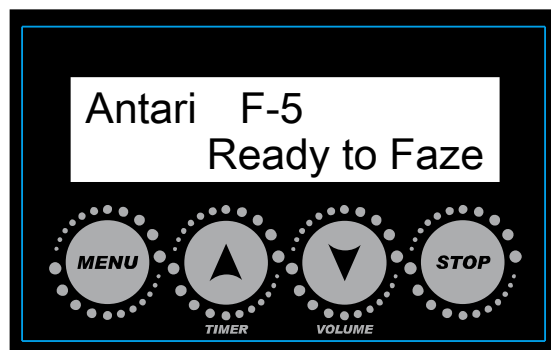 Antari F-5
Ready to Faze
MENU
STOP
TIMER
VOLUME